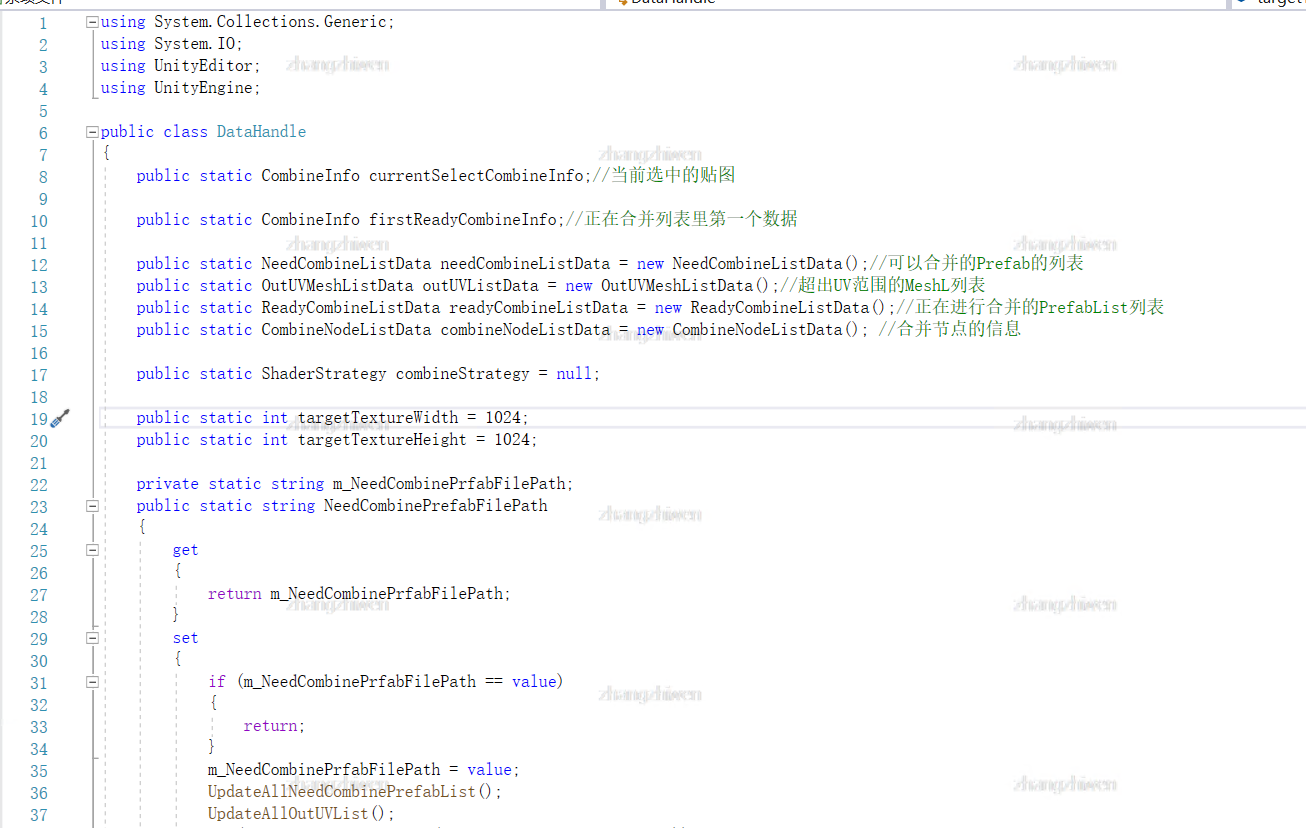 DataHandle
1 using System.Collections.Generic;
2 using System.IO;
3 using UnityEditor;
4 using UnityEngine;
5
6 public class DataHandle
7 {
8 public static CombineInfo currentSelectCombineInfo;//当前选中的贴图
9
10 public static CombineInfo firstReadyCombineInfo;//正在合并列表里第一个数据
11
12 public static NeedCombineListData needCombineListData = new NeedCombineListData();//可以合并的Prefab的列表
13 public static OutUVMeshListData outUVListData = new OutUVMeshListData();//超出UV范围的MeshL列表
14 public static ReadyCombineListData readyCombineListData = new ReadyCombineListData();//正在进行合并的PrefabList列表
15 public static CombineNodeListData combineNodeListData = new CombineNodeListData(); //合并节点的信息
16
17 public static ShaderStrategy combineStrategy = null;
18
19 public static int targetTextureWidth = 1024;
20 public static int targetTextureHeight = 1024;
21
22 private static string m_NeedCombinePrfabFilePath;
23 public static string NeedCombinePrefabFilePath
24 {
25 get
26 {
27 return m_NeedCombinePrfabFilePath;
28 }
29 set
30 {
31 if (m_NeedCombinePrfabFilePath == value)
32 {
33 return;
34 }
35 m_NeedCombinePrfabFilePath = value;
36 UpdateAllNeedCombinePrefabList();
37 UpdateAllOutUVList();
zhangzhiwen